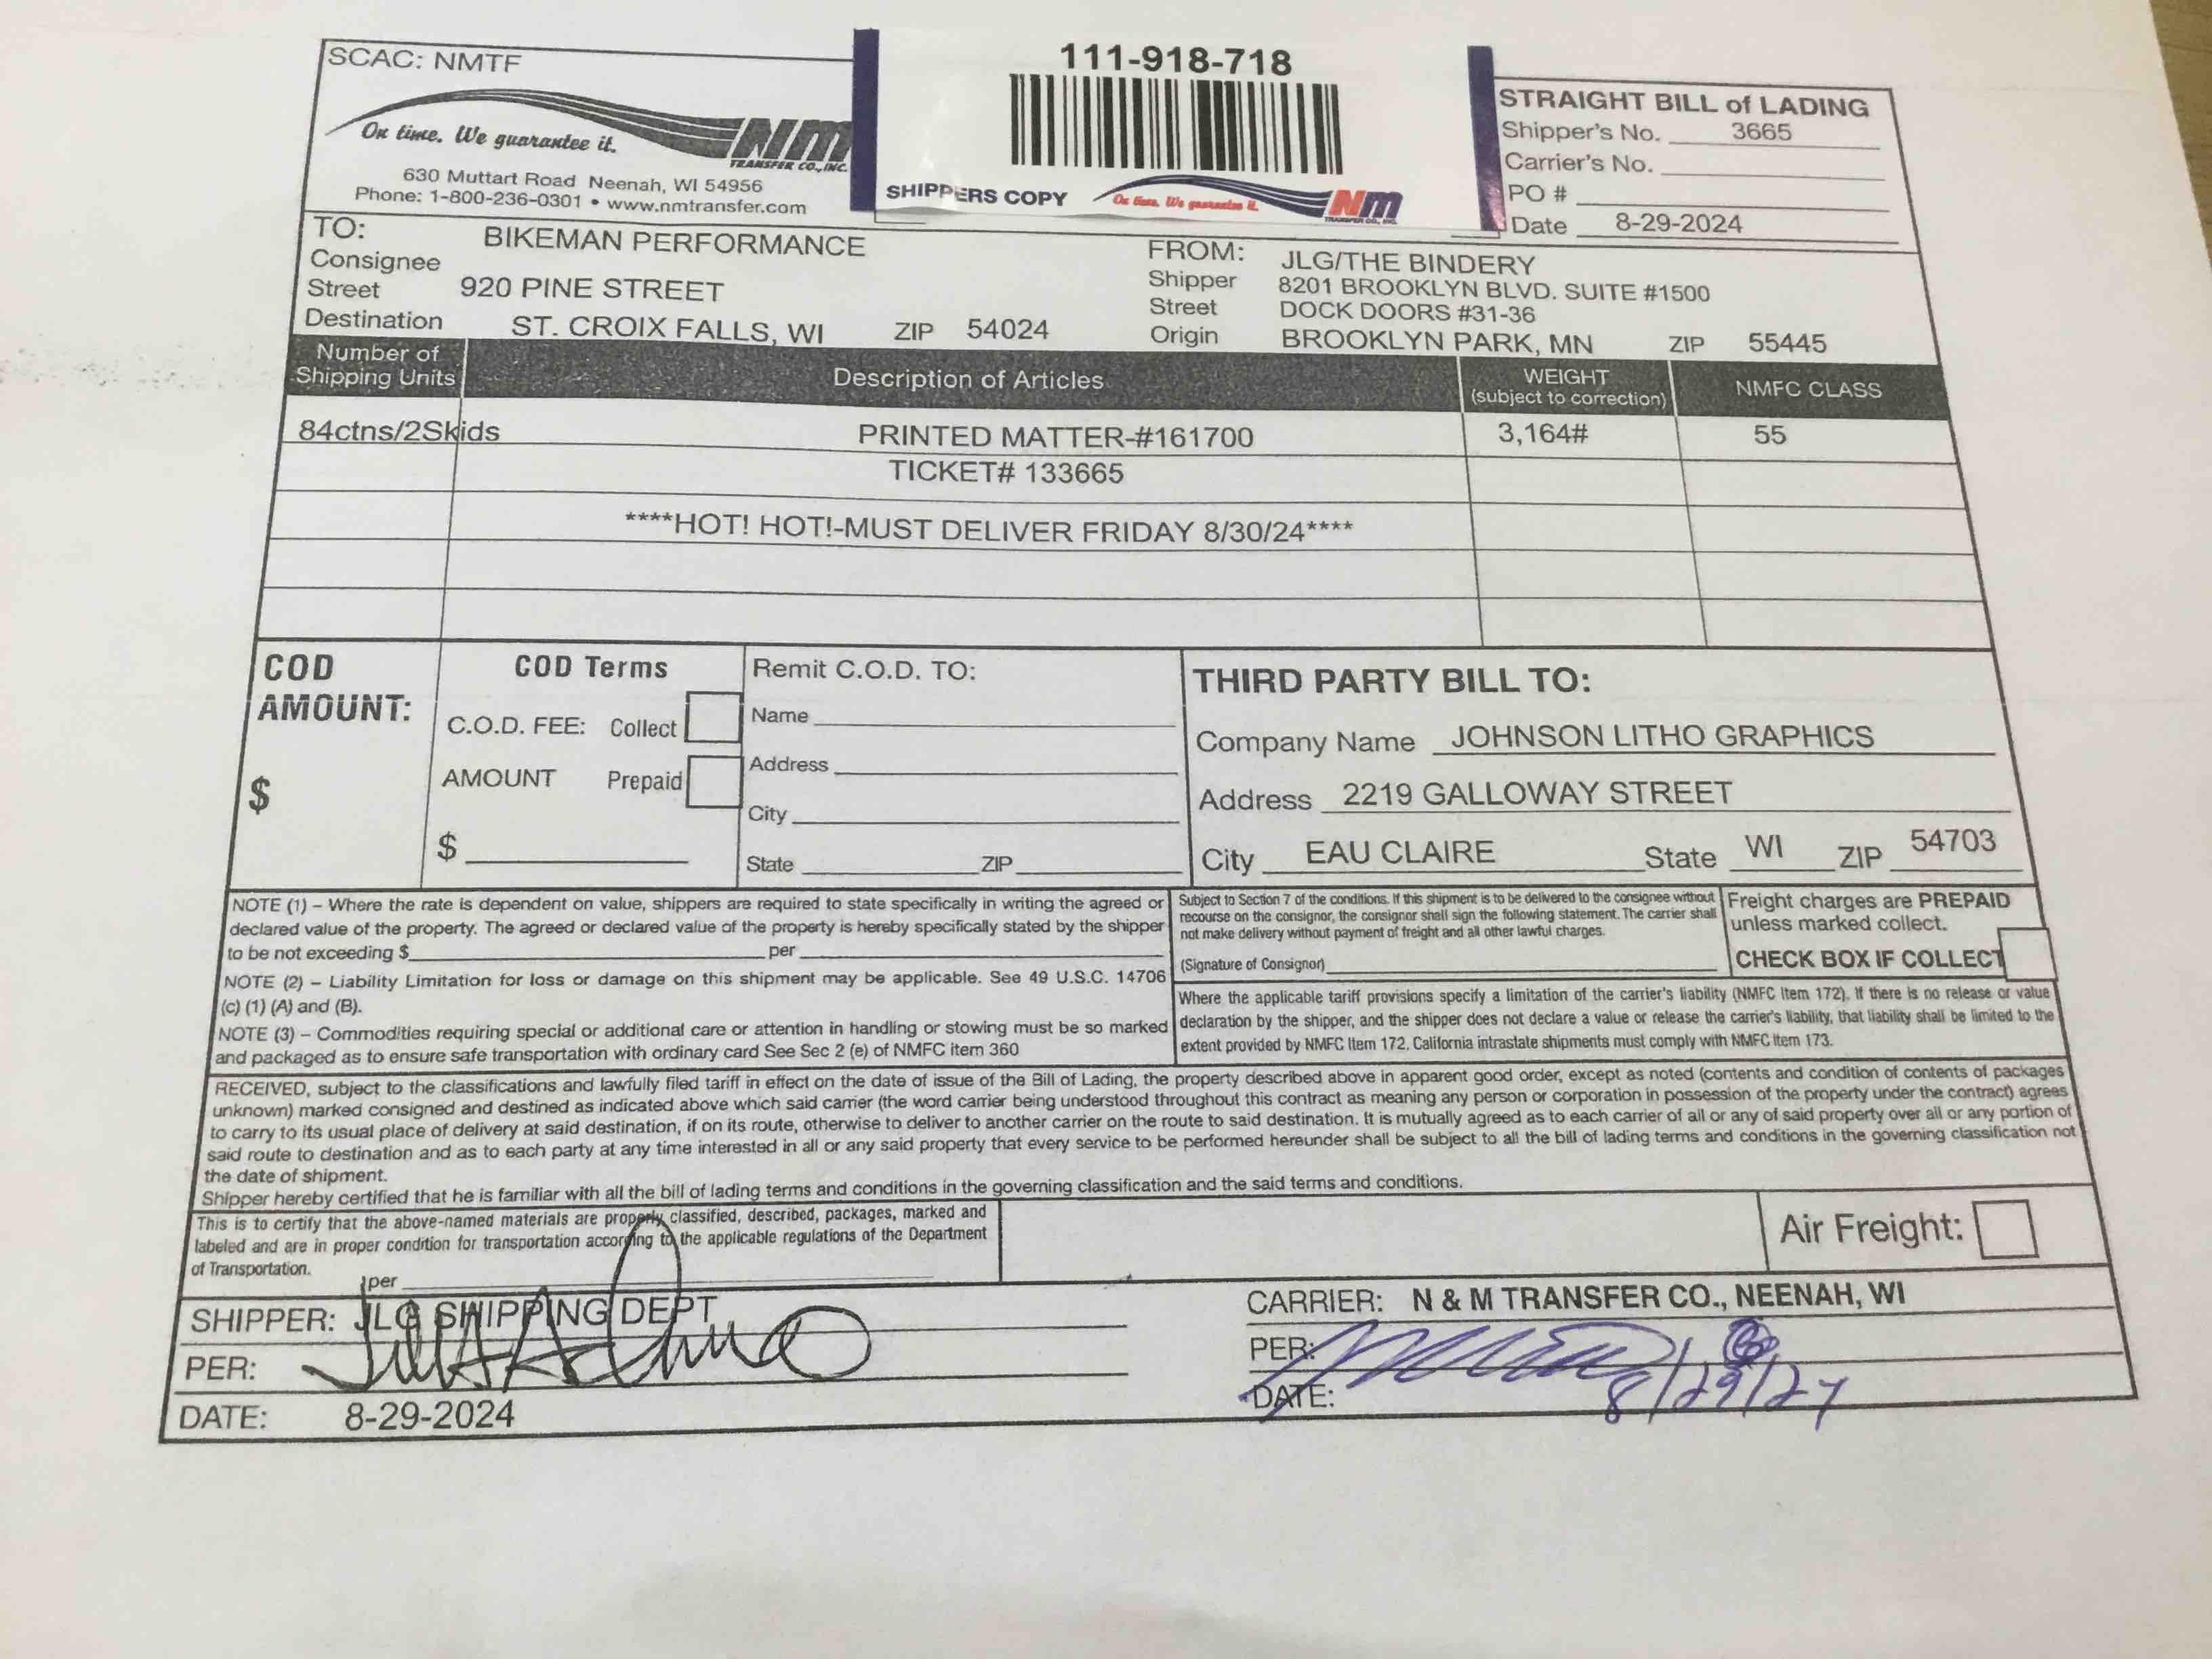 SCAC: NMTF
On time. We guarantee it.
NM
TRANSFER CO., INC.
630 Muttart Road Neenah, WI 54956
Phone: 1-800-236-0301 • www.nmtransfer.com
111-918-718
SHIPPERS COPY
On time. We guarantee it.
NM
TRANSFER CO., INC.
STRAIGHT BILL of LADING
Shipper's No. 3665
Carrier's No.
PO #
Date 8-29-2024
TO: BIKEMAN PERFORMANCE
Consignee
Street 920 PINE STREET
Destination ST. CROIX FALLS, WI ZIP 54024
FROM: JLG/THE BINDERY
Shipper 8201 BROOKLYN BLVD. SUITE #1500
Street DOCK DOORS #31-36
Origin BROOKLYN PARK, MN ZIP 55445
Number of Shipping Units Description of Articles WEIGHT (subject to correction) NMFC CLASS
84ctns/2Skids PRINTED MATTER-#161700 3,164# 55
TICKET# 133665
****HOT! HOT!-MUST DELIVER FRIDAY 8/30/24****
COD AMOUNT:
$
COD Terms
C.O.D. FEE: Collect
AMOUNT Prepaid
$
Remit C.O.D. TO:
Name
Address
City
State ZIP
THIRD PARTY BILL TO:
Company Name JOHNSON LITHO GRAPHICS
Address 2219 GALLOWAY STREET
City EAU CLAIRE State WI ZIP 54703
NOTE (1) – Where the rate is dependent on value, shippers are required to state specifically in writing the agreed or
declared value of the property. The agreed or declared value of the property is hereby specifically stated by the shipper
to be not exceeding $ per
NOTE (2) – Liability Limitation for loss or damage on this shipment may be applicable. See 49 U.S.C. 14706
(c) (1) (A) and (B).
NOTE (3) – Commodities requiring special or additional care or attention in handling or stowing must be so marked
and packaged as to ensure safe transportation with ordinary card See Sec 2 (e) of NMFC item 360
Subject to Section 7 of the conditions. If this shipment is to be delivered to the consignee without
recourse on the consignor, the consignor shall sign the following statement. The carrier shall
not make delivery without payment of freight and all other lawful charges.
(Signature of Consignor)
Freight charges are PREPAID
unless marked collect.
CHECK BOX IF COLLECT
Where the applicable tariff provisions specify a limitation of the carrier's liability (NMFC Item 172). If there is no release or value
declaration by the shipper, and the shipper does not declare a value or release the carrier's liability, that liability shall be limited to the
extent provided by NMFC Item 172. California intrastate shipments must comply with NMFC Item 173.
RECEIVED, subject to the classifications and lawfully filed tariff in effect on the date of issue of the Bill of Lading, the property described above in apparent good order, except as noted (contents and condition of contents of packages
unknown) marked consigned and destined as indicated above which said carrier (the word carrier being understood throughout this contract as meaning any person or corporation in possession of the property under the contract) agrees
to carry to its usual place of delivery at said destination, if on its route, otherwise to deliver to another carrier on the route to said destination. It is mutually agreed as to each carrier of all or any of said property over all or any portion of
said route to destination and as to each party at any time interested in all or any said property that every service to be performed hereunder shall be subject to all the bill of lading terms and conditions in the governing classification not
the date of shipment.
Shipper hereby certified that he is familiar with all the bill of lading terms and conditions in the governing classification and the said terms and conditions.
This is to certify that the above-named materials are properly classified, described, packages, marked and
labeled and are in proper condition for transportation according to the applicable regulations of the Department
of Transportation.
per
Air Freight:
SHIPPER: JLG SHIPPING DEPT
PER:
DATE: 8-29-2024
CARRIER: N & M TRANSFER CO., NEENAH, WI
PER:
DATE: 8/29/24